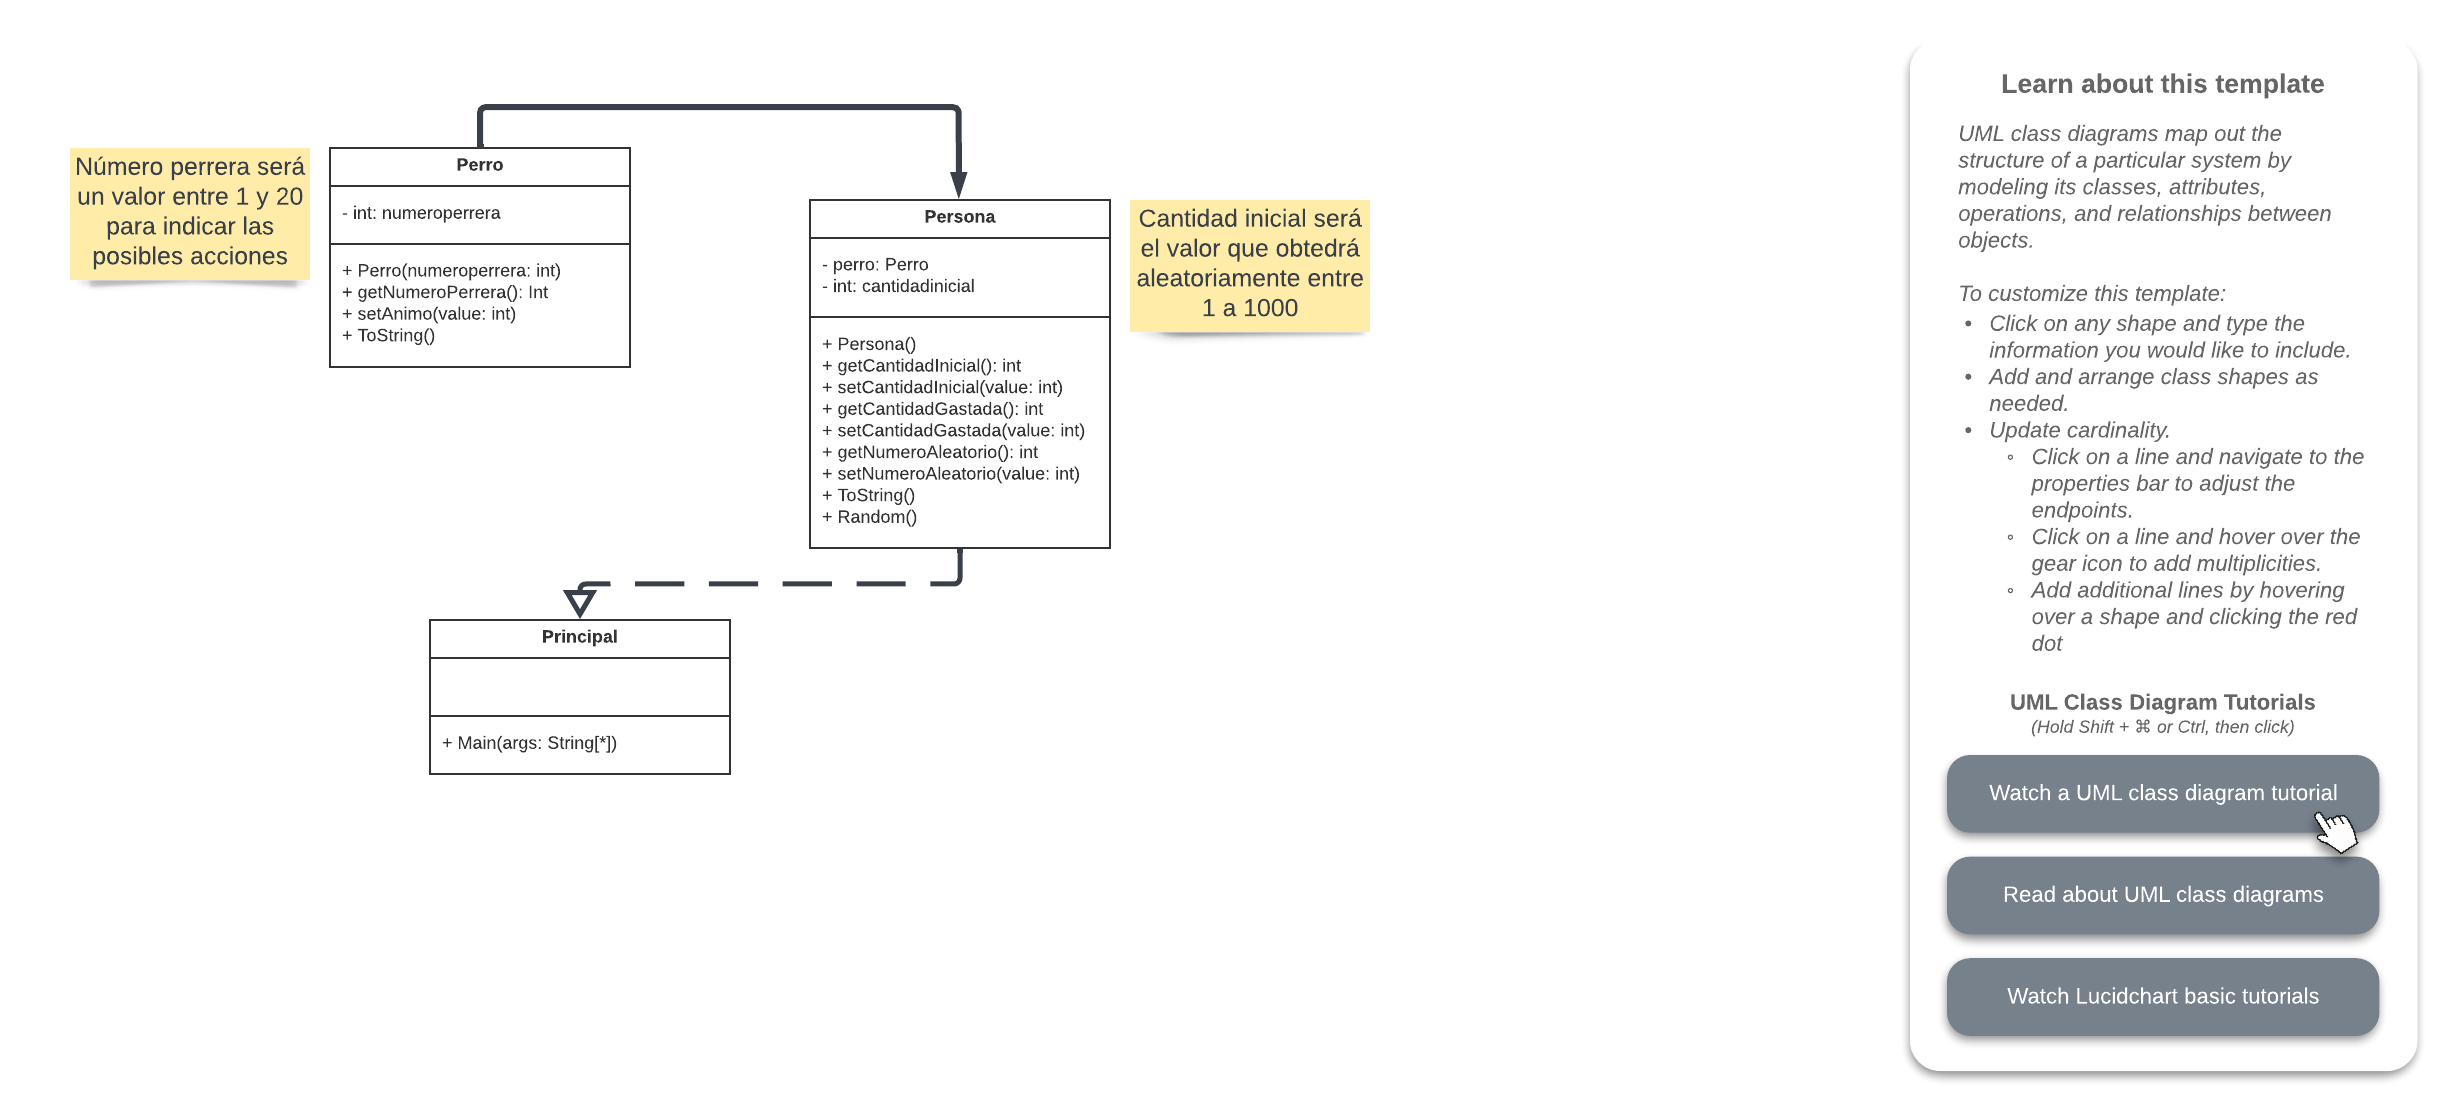 Número perrera será
un valor entre 1 y 20
para indicar las
posibles acciones
Perro
- int: numeroperrera
+ Perro(numeroperrera: int)
+ getNumeroPerrera(): Int
+ setAnimo(value: int)
+ ToString()
Persona
- perro: Perro
- int: cantidadinicial
+ Persona()
+ getCantidadInicial(): int
+ setCantidadInicial(value: int)
+ getCantidadGastada(): int
+ setCantidadGastada(value: int)
+ getNumeroAleatorio(): int
+ setNumeroAleatorio(value: int)
+ ToString()
+ Random()
Cantidad inicial será
el valor que obtedrá
aleatoriamente entre
1 a 1000
Principal
+ Main(args: String[*])
Learn about this template
UML class diagrams map out the
structure of a particular system by
modeling its classes, attributes,
operations, and relationships between
objects.
To customize this template:
• Click on any shape and type the
information you would like to include.
• Add and arrange class shapes as
needed.
• Update cardinality.
◦ Click on a line and navigate to the
properties bar to adjust the
endpoints.
◦ Click on a line and hover over the
gear icon to add multiplicities.
◦ Add additional lines by hovering
over a shape and clicking the red
dot
UML Class Diagram Tutorials
(Hold Shift + ⌘ or Ctrl, then click)
Watch a UML class diagram tutorial
Read about UML class diagrams
Watch Lucidchart basic tutorials